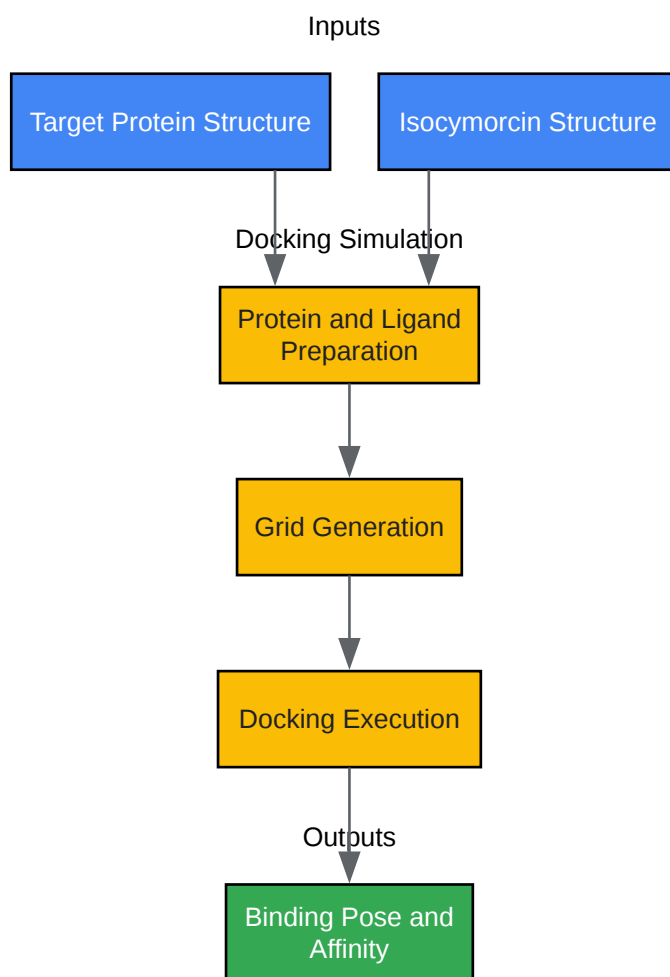 Inputs
Target Protein Structure
Isocymorcin Structure
Docking Simulation
Protein and Ligand
Preparation
Grid Generation
Docking Execution
Outputs
Binding Pose and
Affinity